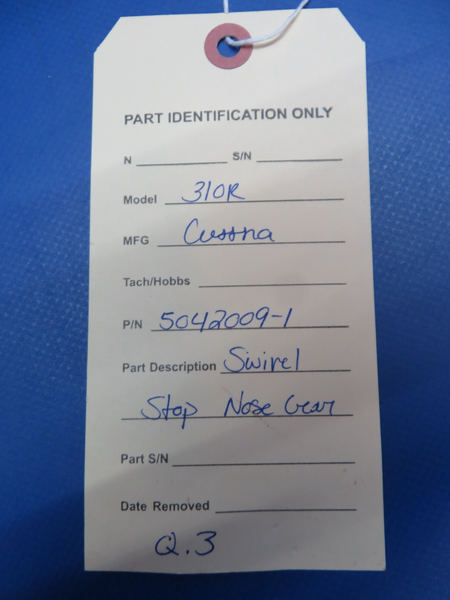 PART IDENTIFICATION ONLY
N S/N
Model 310R
MFG Cessna
Tach/Hobbs
P/N 5042009-1
Part Description Swirel
Stop Nose Gear
Part S/N
Date Removed
Q.3